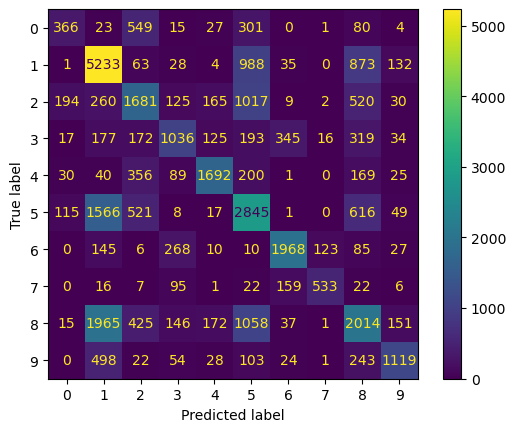 0 366 23 549 15 27 301 0 1 80 4
1 1 5233 63 28 4 988 35 0 873 132
2 194 260 1681 125 165 1017 9 2 520 30
3 17 177 172 1036 125 193 345 16 319 34
4 30 40 356 89 1692 200 1 0 169 25
5 115 1566 521 8 17 2845 1 0 616 49
6 0 145 6 268 10 10 1968 123 85 27
7 0 16 7 95 1 22 159 533 22 6
8 15 1965 425 146 172 1058 37 1 2014 151
9 0 498 22 54 28 103 24 1 243 1119
0 1 2 3 4 5 6 7 8 9
Predicted label
True label
5000
4000
3000
2000
1000
0